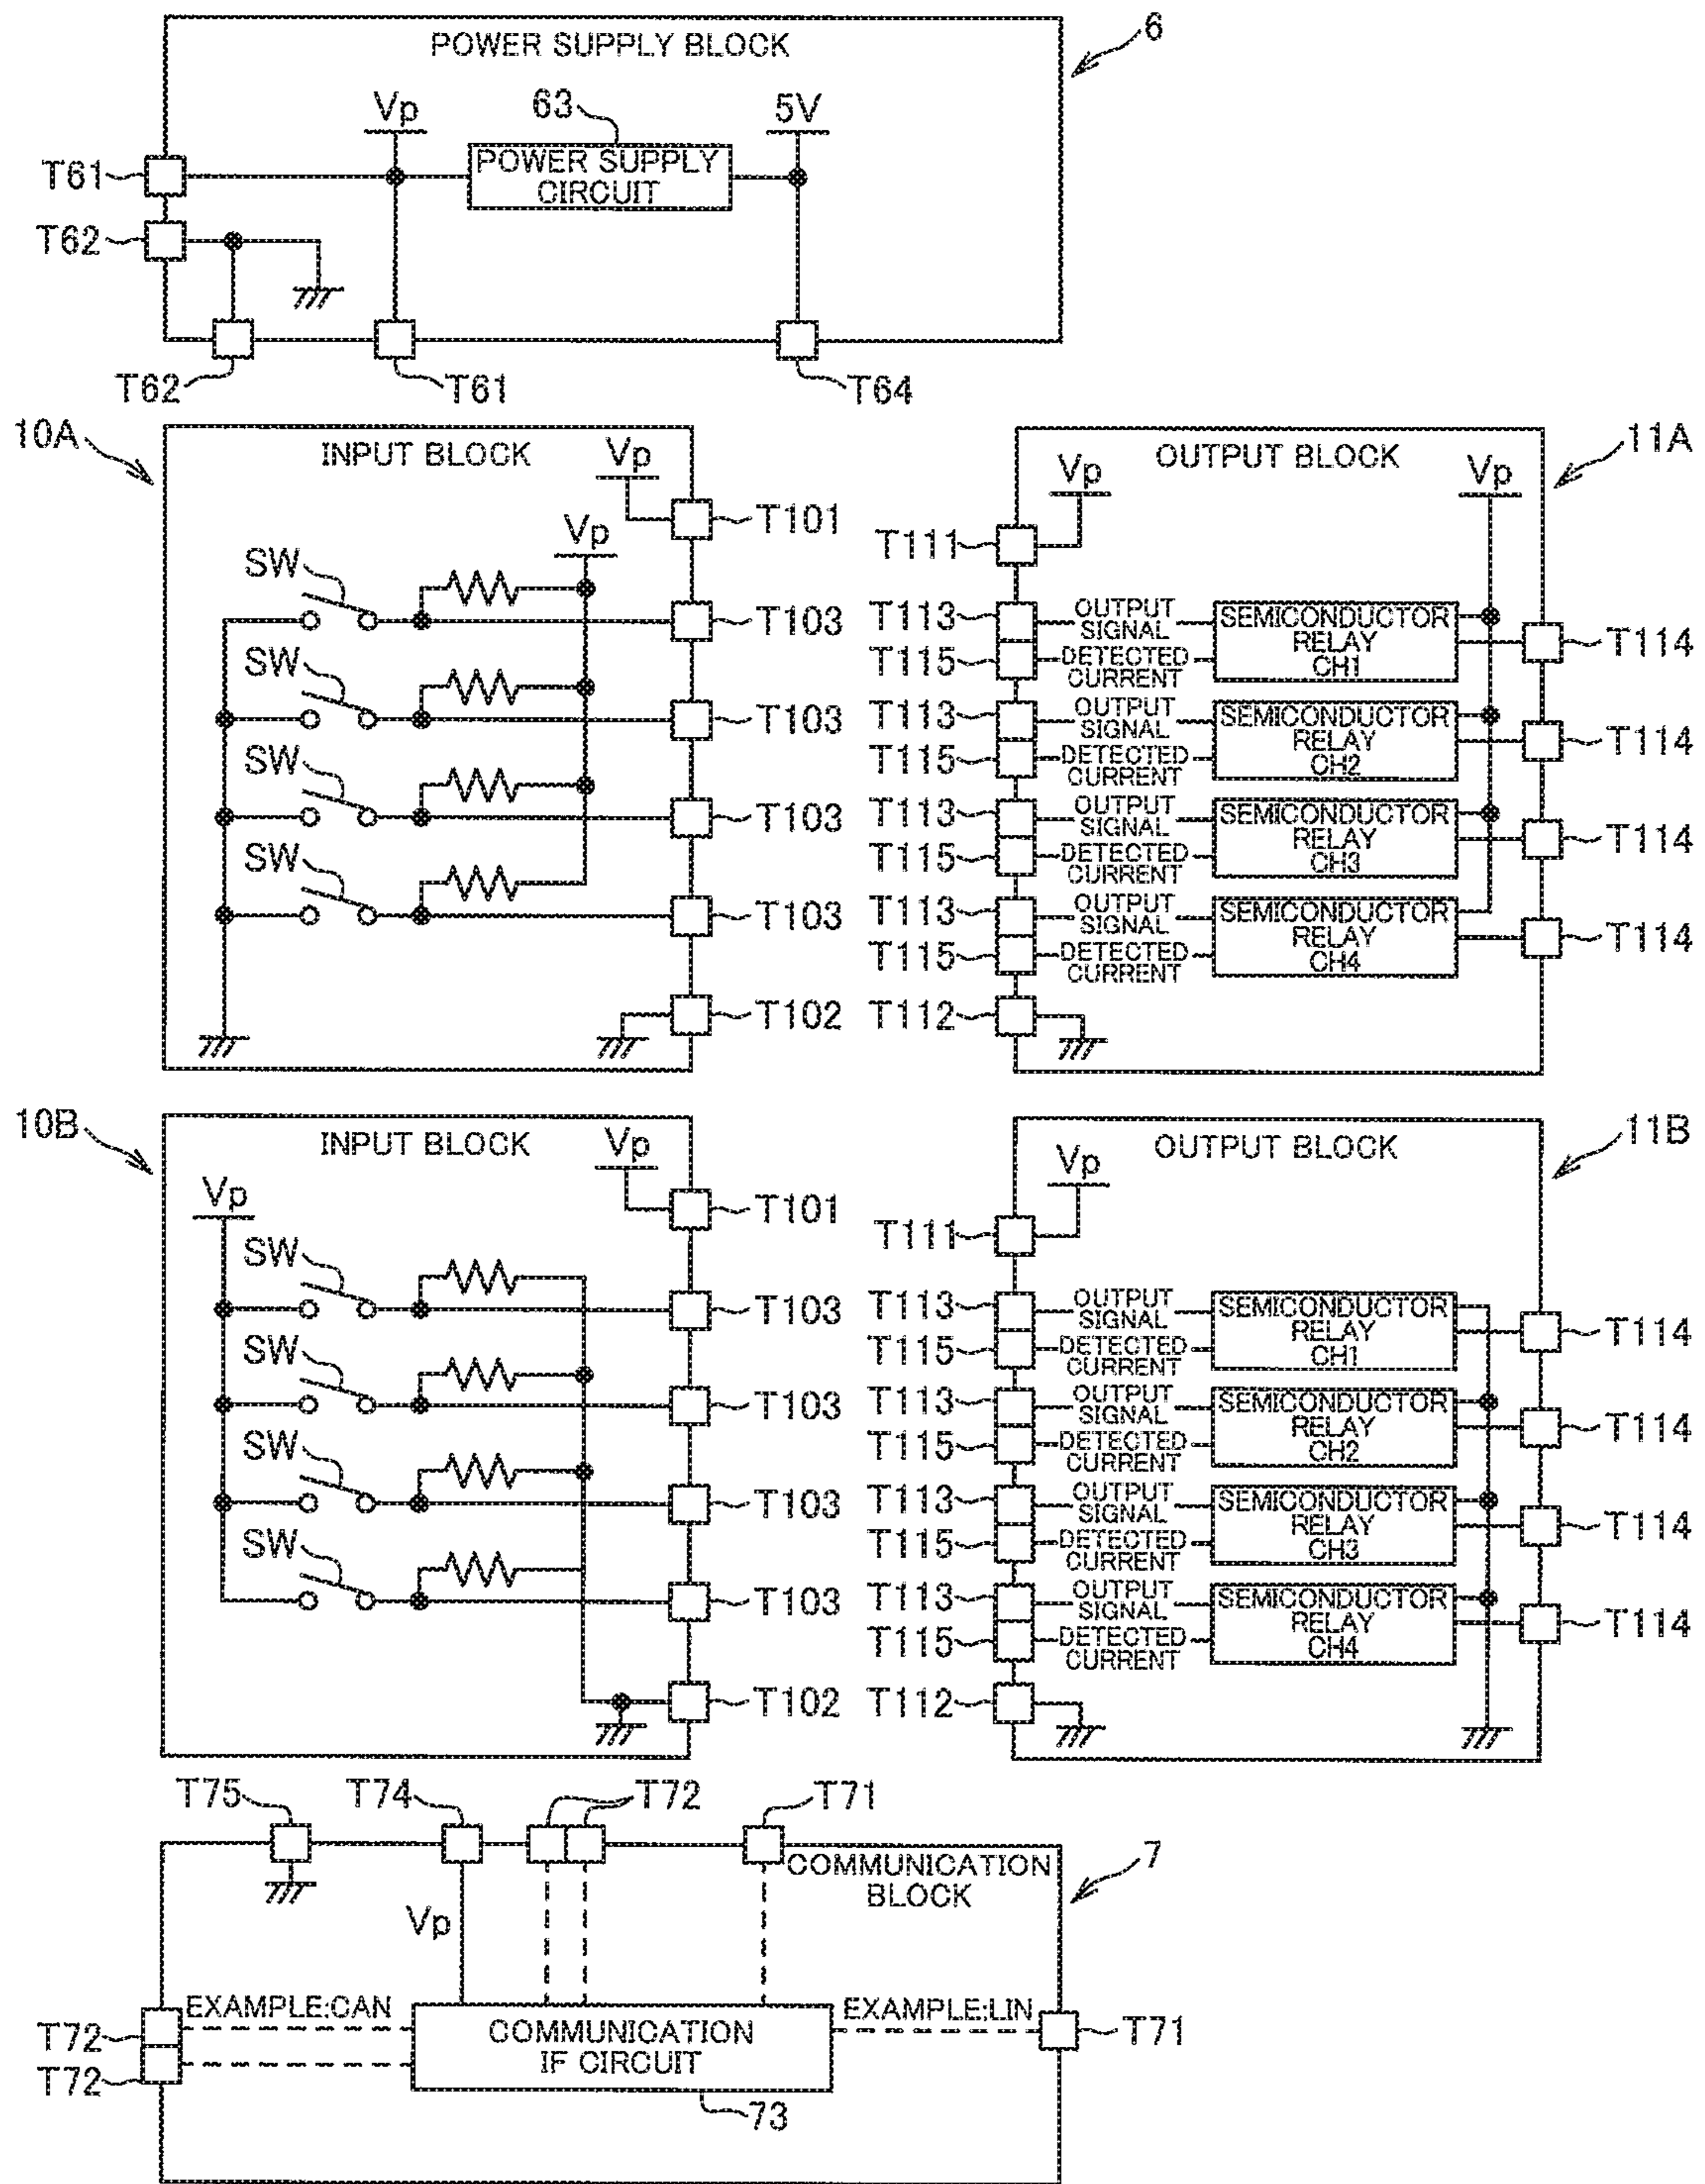 POWER SUPPLY BLOCK
6
Vp
63
5V
T61
POWER SUPPLY
CIRCUIT
T62
T62
T61
T64
10A
INPUT BLOCK
Vp
T101
Vp
SW
T103
SW
T103
SW
T103
SW
T103
T102
OUTPUT BLOCK
11A
Vp
Vp
T111
T113
OUTPUT
SIGNAL
SEMICONDUCTOR
RELAY
CH1
T114
T115
DETECTED
CURRENT
T113
OUTPUT
SIGNAL
SEMICONDUCTOR
RELAY
CH2
T114
T115
DETECTED
CURRENT
T113
OUTPUT
SIGNAL
SEMICONDUCTOR
RELAY
CH3
T114
T115
DETECTED
CURRENT
T113
OUTPUT
SIGNAL
SEMICONDUCTOR
RELAY
CH4
T114
T115
DETECTED
CURRENT
T112
10B
INPUT BLOCK
Vp
T101
Vp
SW
T103
SW
T103
SW
T103
SW
T103
T102
OUTPUT BLOCK
11B
Vp
T111
T113
OUTPUT
SIGNAL
SEMICONDUCTOR
RELAY
CH1
T114
T115
DETECTED
CURRENT
T113
OUTPUT
SIGNAL
SEMICONDUCTOR
RELAY
CH2
T114
T115
DETECTED
CURRENT
T113
OUTPUT
SIGNAL
SEMICONDUCTOR
RELAY
CH3
T114
T115
DETECTED
CURRENT
T113
OUTPUT
SIGNAL
SEMICONDUCTOR
RELAY
CH4
T114
T115
DETECTED
CURRENT
T112
T75
T74
T72
T71
COMMUNICATION
BLOCK
7
Vp
EXAMPLE:CAN
EXAMPLE:LIN
T72
T72
COMMUNICATION
IF CIRCUIT
T71
73